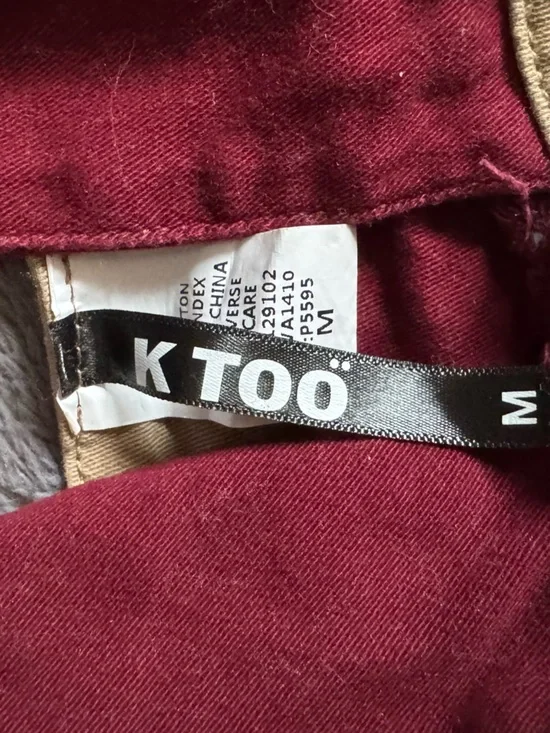 K TOÖ
M
TON
NDEX
CHINA
VERSE
CARE
29102
A1410
P5595
M